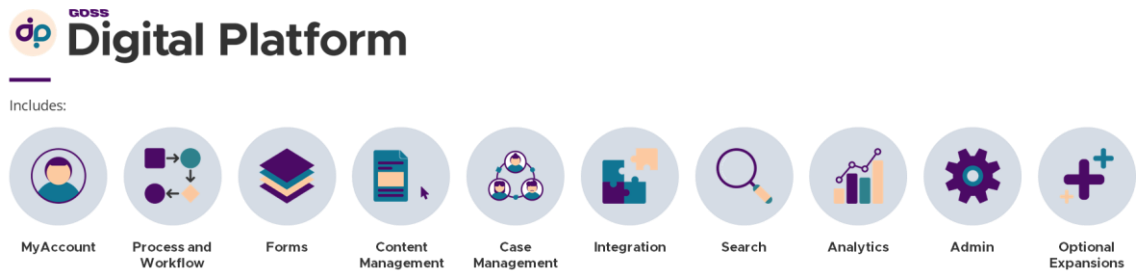 GOSS
Digital Platform
Includes:
MyAccount
Process and
Workflow
Forms
Content
Management
Case
Management
Integration
Search
Analytics
Admin
Optional
Expansions